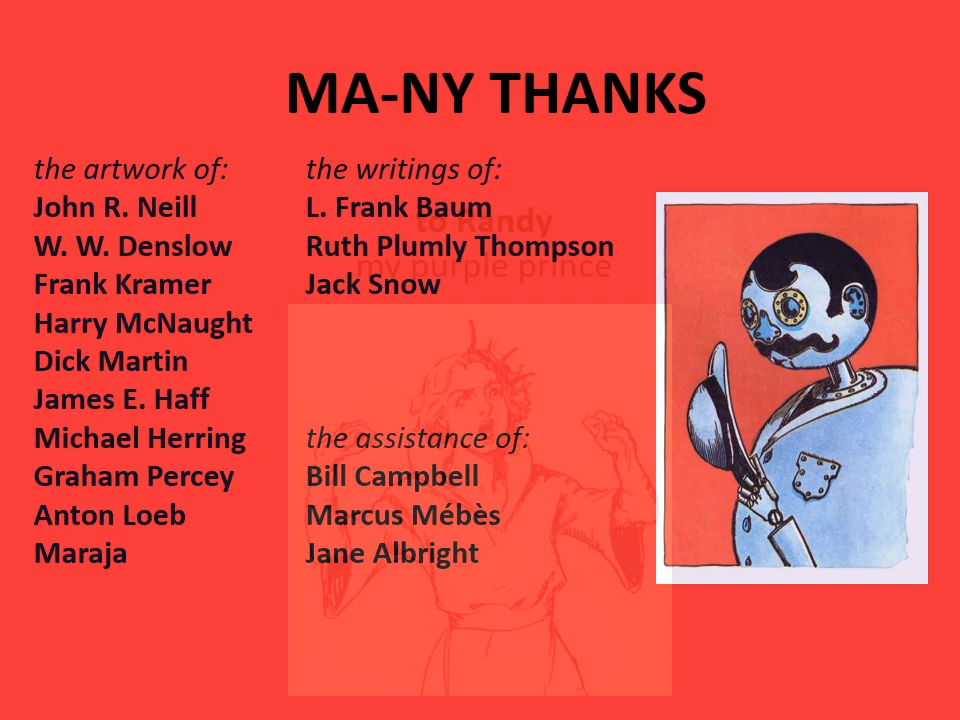 MA-NY THANKS
the artwork of:
John R. Neill
W. W. Denslow
Frank Kramer
Harry McNaught
Dick Martin
James E. Haff
Michael Herring
Graham Percey
Anton Loeb
Maraja
the writings of:
L. Frank Baum
Ruth Plumly Thompson
Jack Snow
to Randy
my purple prince
the assistance of:
Bill Campbell
Marcus Mébès
Jane Albright